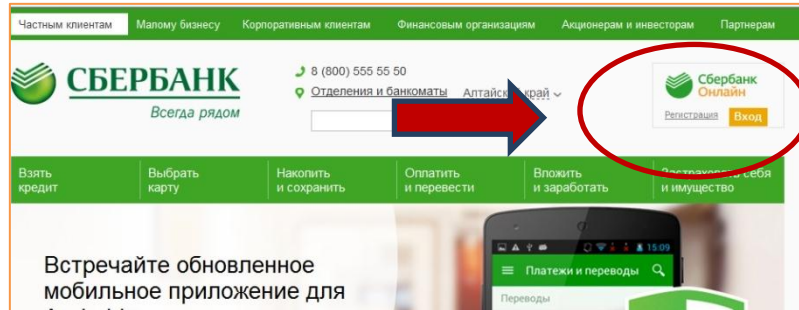 Частным клиентам Малому бизнесу Корпоративным клиентам Финансовым организациям Акционерам и инвесторам Партнерам
СБЕРБАНК
Всегда рядом
8 (800) 555 55 50
Отделения и банкоматы Алтайский край
Сбербанк
Онлайн
Регистрация Вход
Взять
кредит
Выбрать
карту
Накопить
и сохранить
Оплатить
и перевести
Вложить
и заработать
Застраховать себя
и имущество
Встречайте обновленное
мобильное приложение для
15:09
Платежи и переводы
Переводы